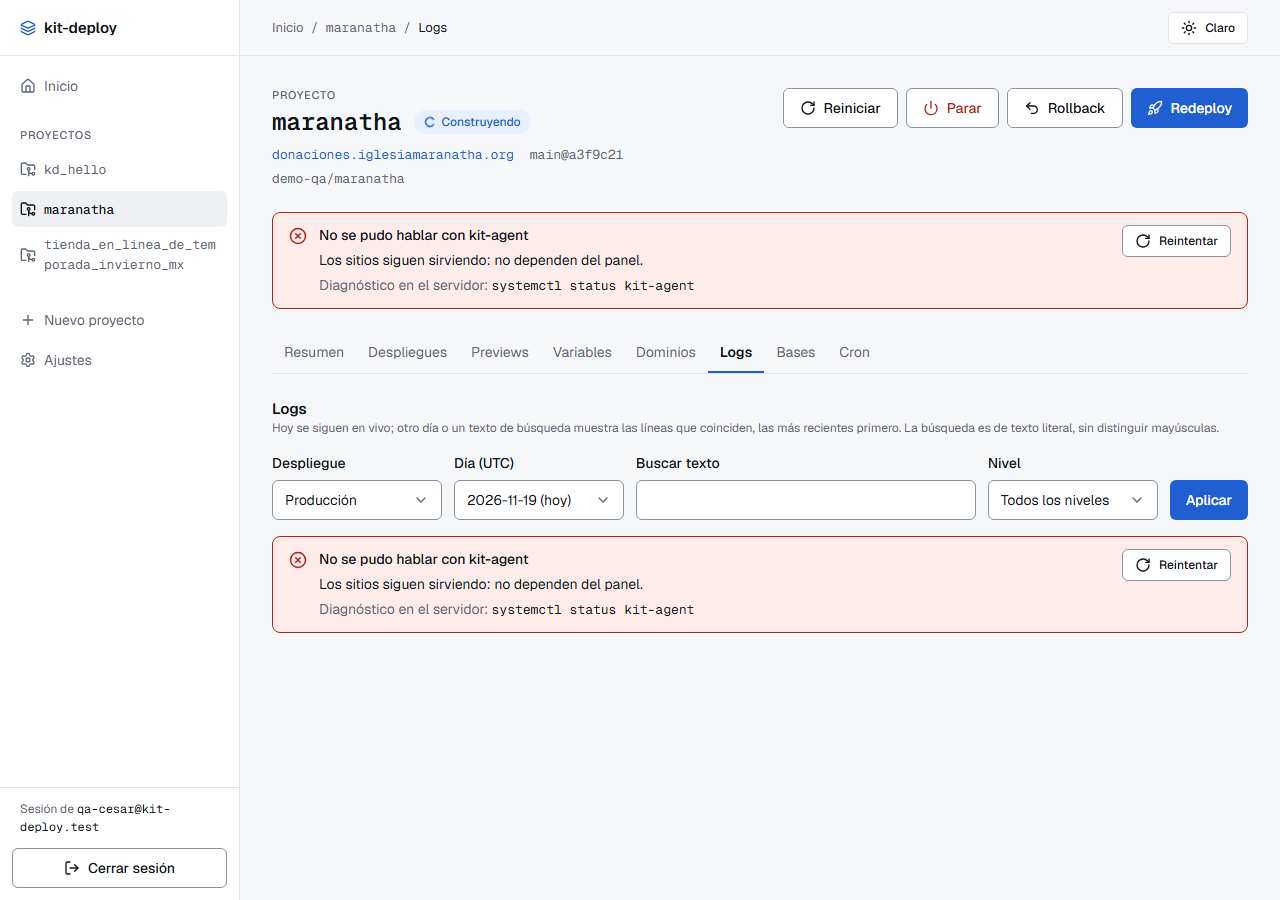 kit-deploy
Inicio
PROYECTOS
kd_hello
maranatha
tienda_en_linea_de_tem
porada_invierno_mx
Nuevo proyecto
Ajustes
Sesión de qa-cesar@kit-
deploy.test
Cerrar sesión
Inicio / maranatha / Logs
Claro
PROYECTO
maranatha Construyendo
Reiniciar Parar Rollback Redeploy
donaciones.iglesiamaranatha.org main@a3f9c21
demo-qa/maranatha
No se pudo hablar con kit-agent
Reintentar
Los sitios siguen sirviendo: no dependen del panel.
Diagnóstico en el servidor: systemctl status kit-agent
Resumen Despliegues Previews Variables Dominios Logs Bases Cron
Logs
Hoy se siguen en vivo; otro día o un texto de búsqueda muestra las líneas que coinciden, las más recientes primero. La búsqueda es de texto literal, sin distinguir mayúsculas.
Despliegue Día (UTC) Buscar texto Nivel
Producción 2026-11-19 (hoy) Todos los niveles Aplicar
No se pudo hablar con kit-agent
Reintentar
Los sitios siguen sirviendo: no dependen del panel.
Diagnóstico en el servidor: systemctl status kit-agent